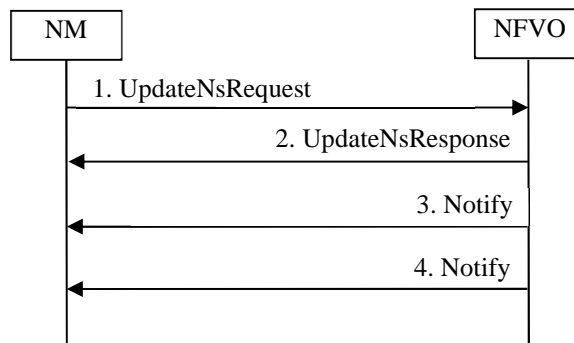 NM
NFVO
1. UpdateNsRequest
2. UpdateNsResponse
3. Notify
4. Notify